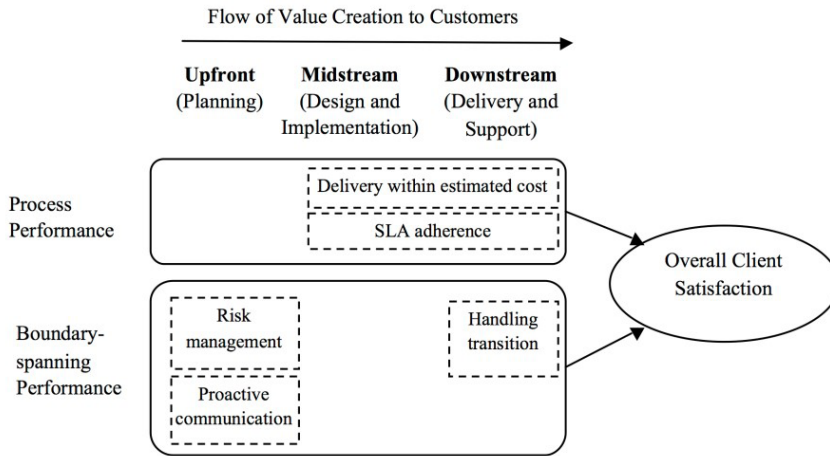 Flow of Value Creation to Customers
Upfront
(Planning)
Midstream
(Design and
Implementation)
Downstream
(Delivery and
Support)
Process
Performance
Delivery within estimated cost
SLA adherence
Overall Client
Satisfaction
Boundary-
spanning
Performance
Risk
management
Proactive
communication
Handling
transition